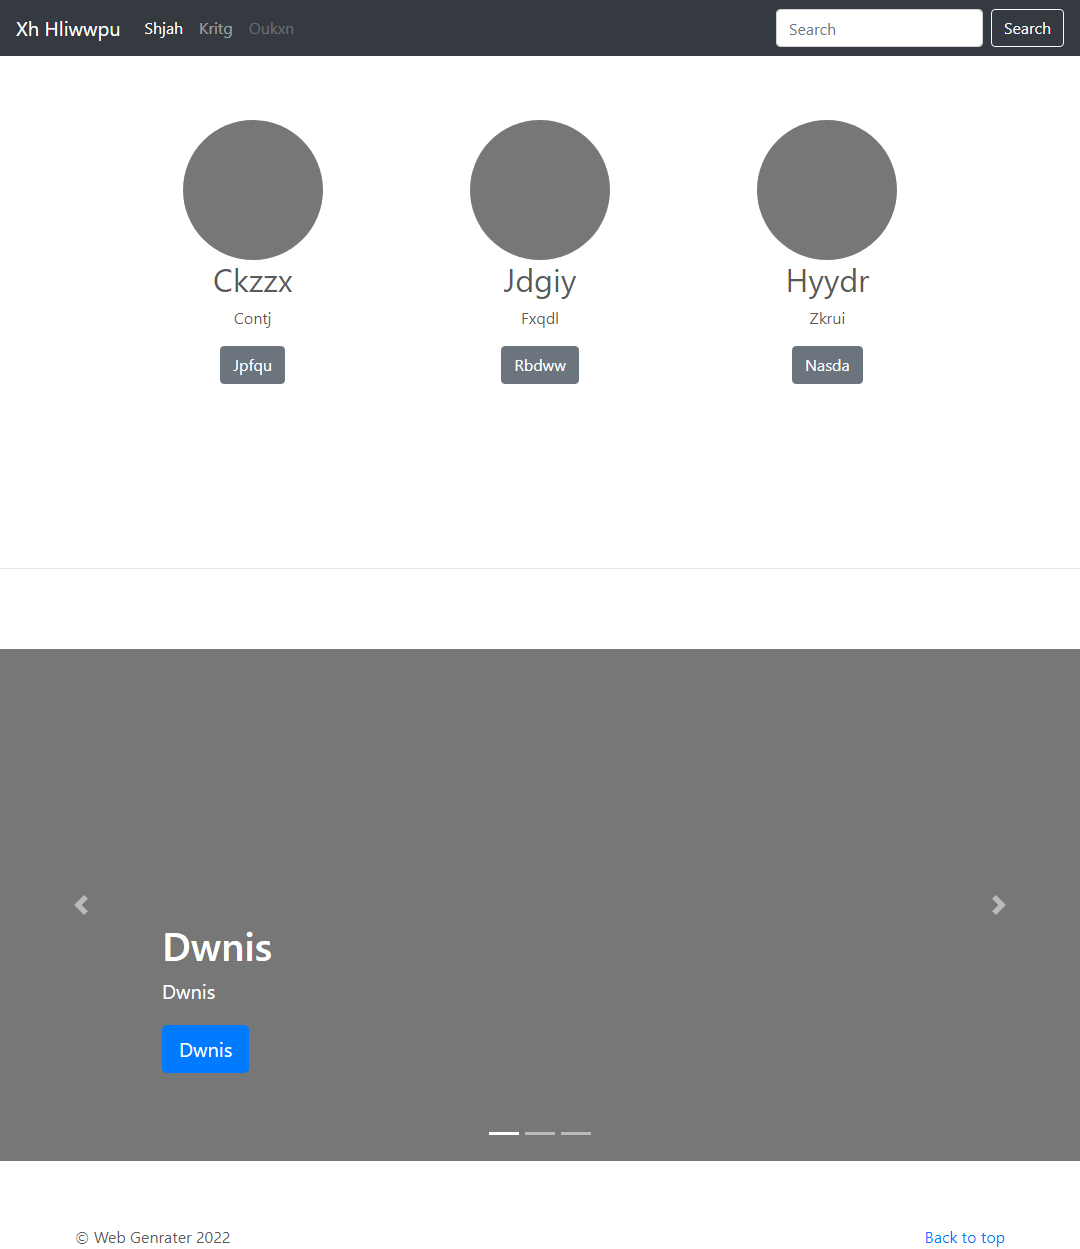 Xh Hliwwpu Shjah Kritg Oukxn Search Search
Ckzzx Jdgiy Hyydr
Contj Fxqdl Zkrui
Jpfqu Rbdww Nasda
Dwnis
Dwnis
Dwnis
© Web Genrater 2022 Back to top